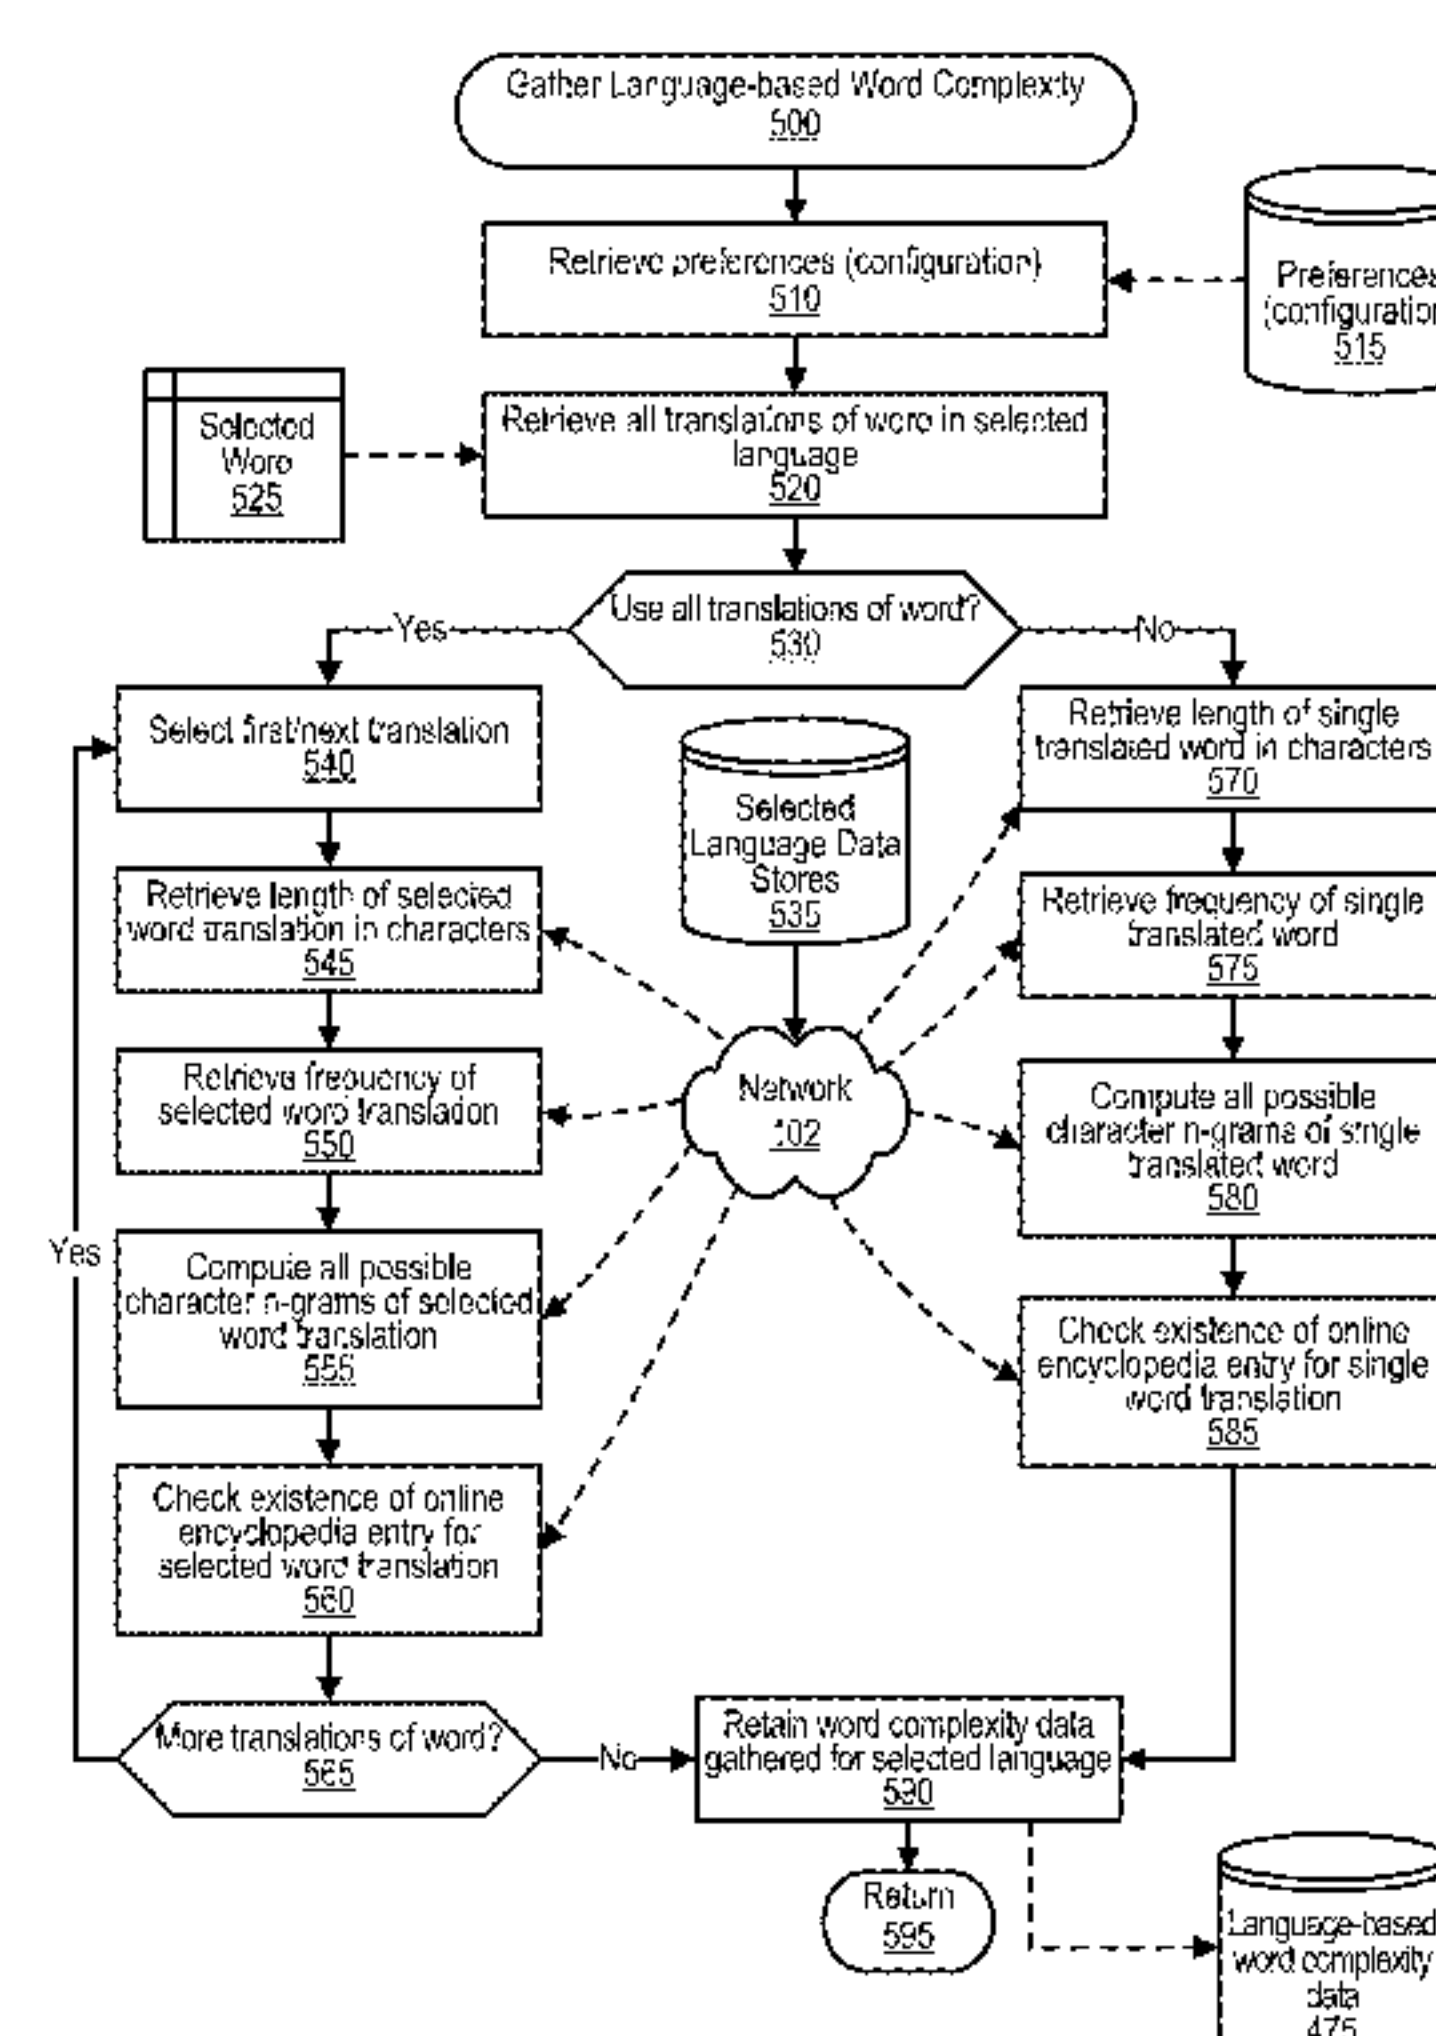 Gather Language-based Word Complexity
500
Retrieve preferences (configuration)
510
Preferences
(configuration
515
Selected
Word
525
Retrieve all translations of word in selected
language
520
Use all translations of word?
530
Yes
No
Select first/next translation
540
Retrieve length of selected
word translation in characters
545
Retrieve frequency of
selected word translation
550
Compute all possible
character n-grams of selected
word translation
555
Check existence of online
encyclopedia entry for
selected word translation
560
More translations of word?
565
Yes
No
Selected
Language Data
Stores
535
Network
102
Retrieve length of single
translated word in characters
570
Retrieve frequency of single
translated word
575
Compute all possible
character n-grams of single
translated word
580
Check existence of online
encyclopedia entry for single
word translation
585
Retain word complexity data
gathered for selected language
590
Return
595
Language-based
word complexity
data
475